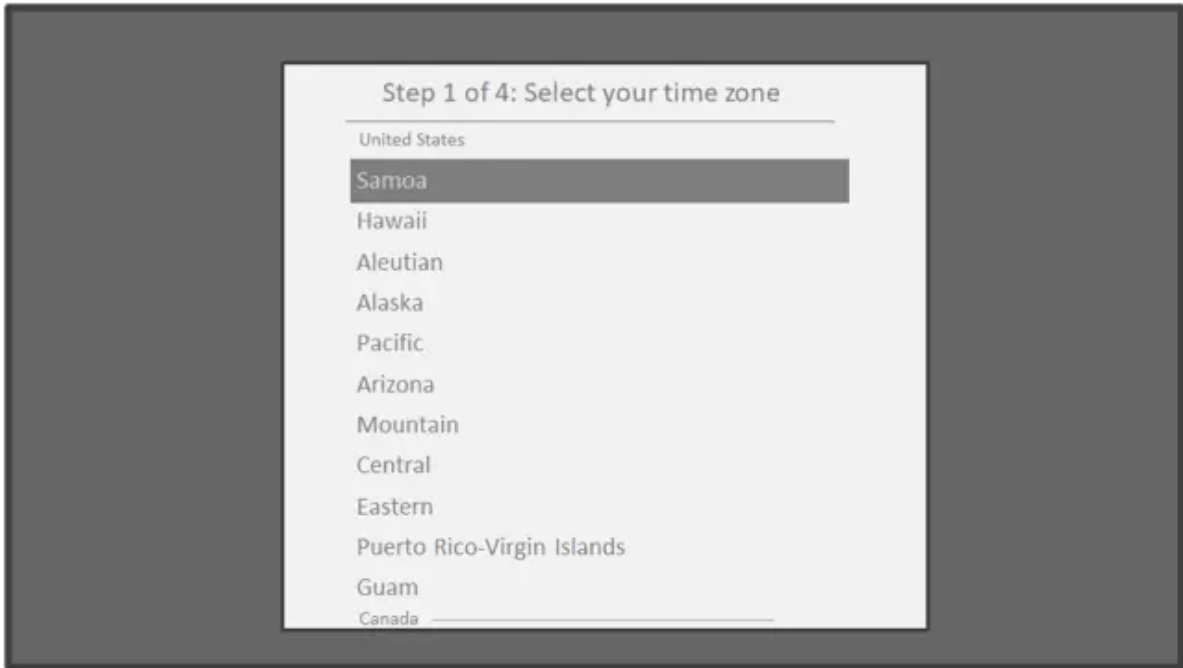 Step 1 of 4: Select your time zone
United States
Samoa
Hawaii
Aleutian
Alaska
Pacific
Arizona
Mountain
Central
Eastern
Puerto Rico-Virgin Islands
Guam
Canada